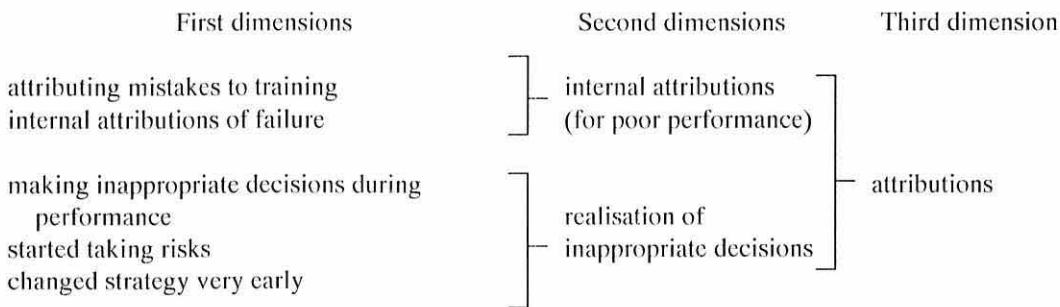 First dimensions Second dimensions Third dimension
attributing mistakes to training
internal attributions of failure
internal attributions
(for poor performance)
making inappropriate decisions during
performance
started taking risks
changed strategy very early
realisation of
inappropriate decisions
attributions